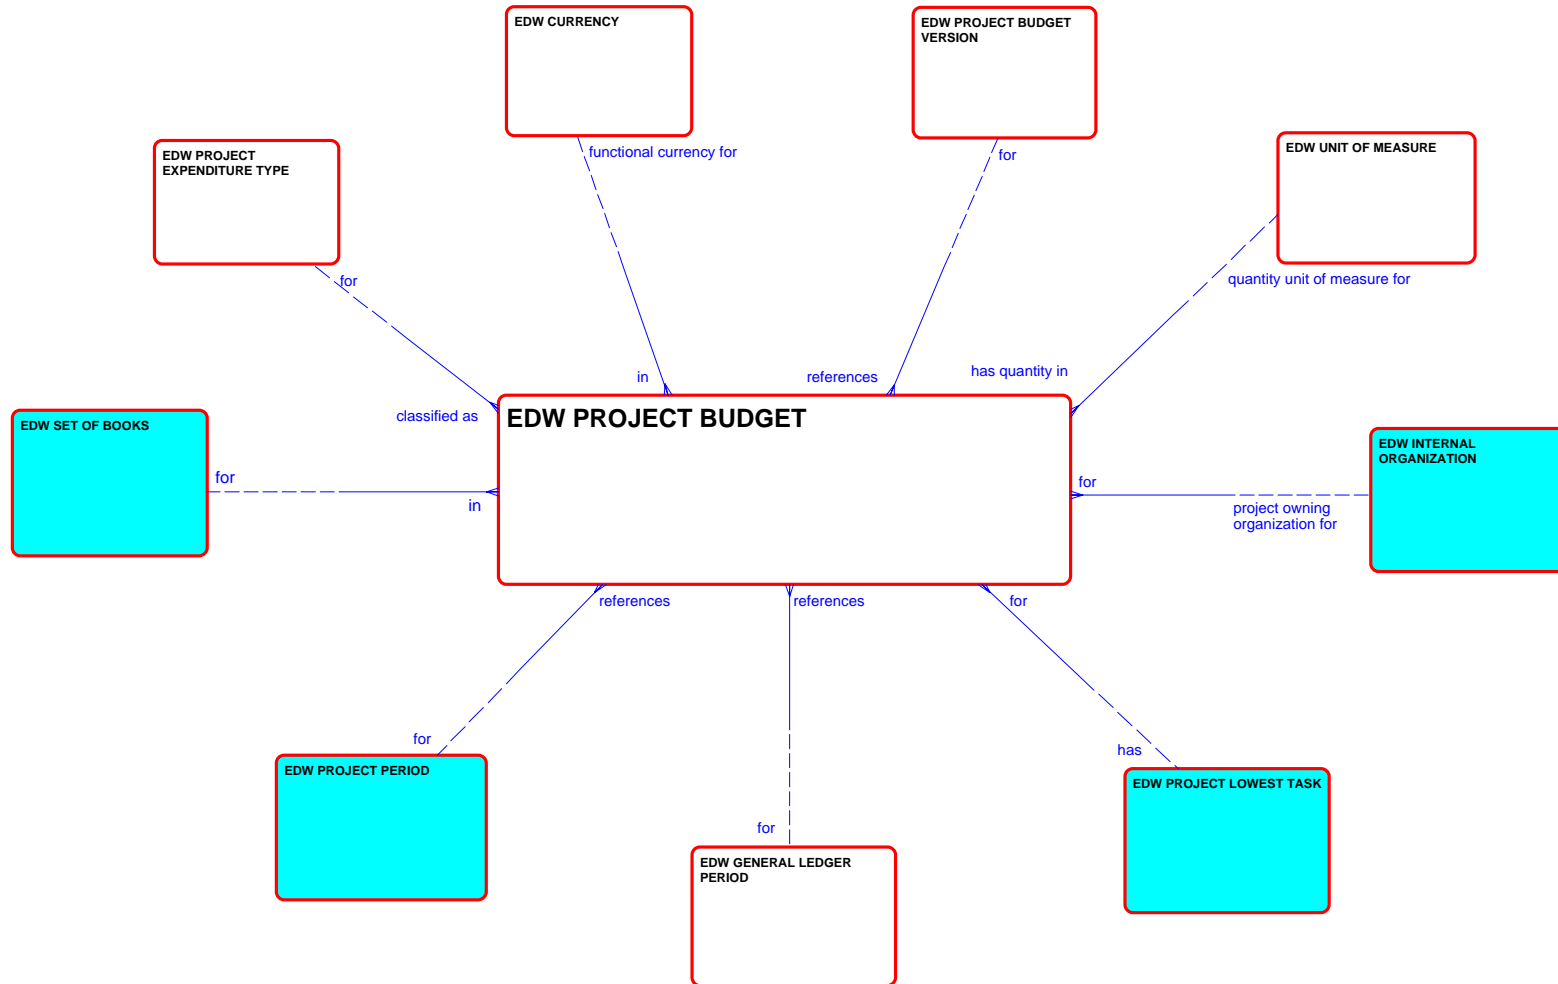 EDW CURRENCY
EDW PROJECT BUDGET
VERSION
EDW PROJECT
EXPENDITURE TYPE
functional currency for
for
EDW UNIT OF MEASURE
for
quantity unit of measure for
in
references
has quantity in
classified as
EDW PROJECT BUDGET
EDW SET OF BOOKS
for
in
EDW INTERNAL
ORGANIZATION
for
project owning
organization for
references
references
for
for
has
EDW PROJECT PERIOD
EDW PROJECT LOWEST TASK
for
EDW GENERAL LEDGER
PERIOD